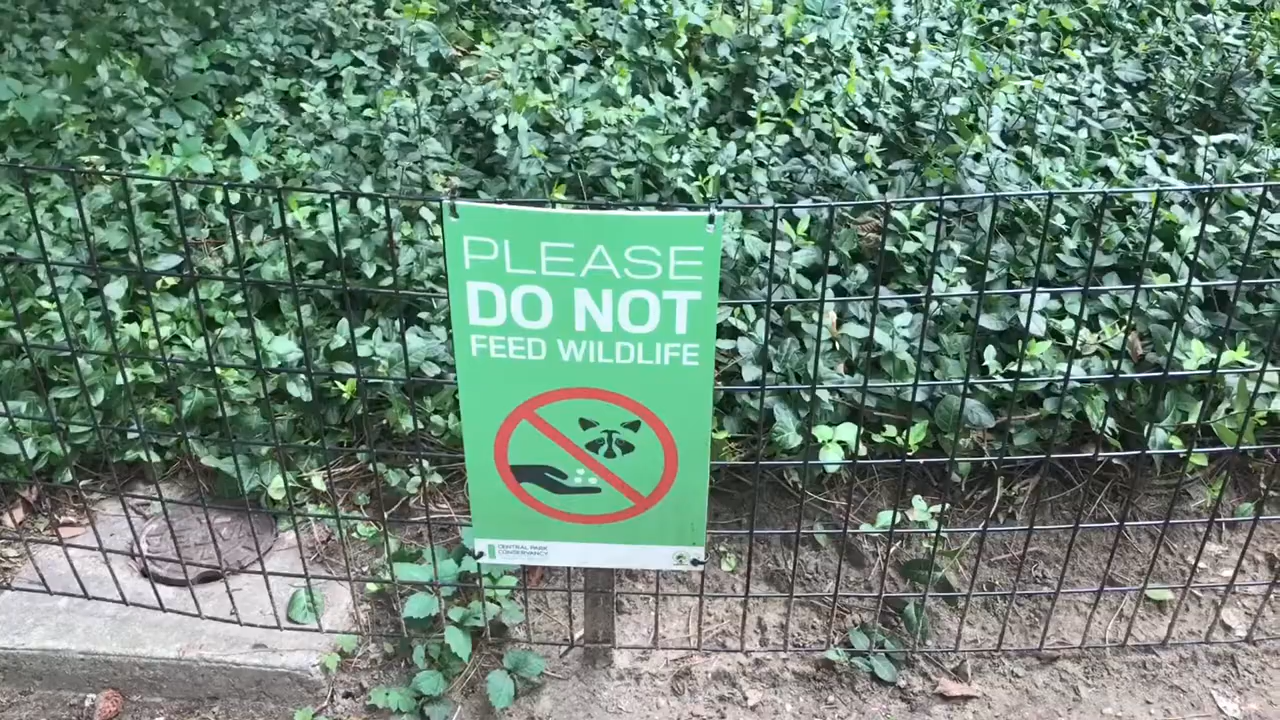 PLEASE
DO NOT
FEED WILDLIFE
CENTRAL PARK
CONSERVANCY